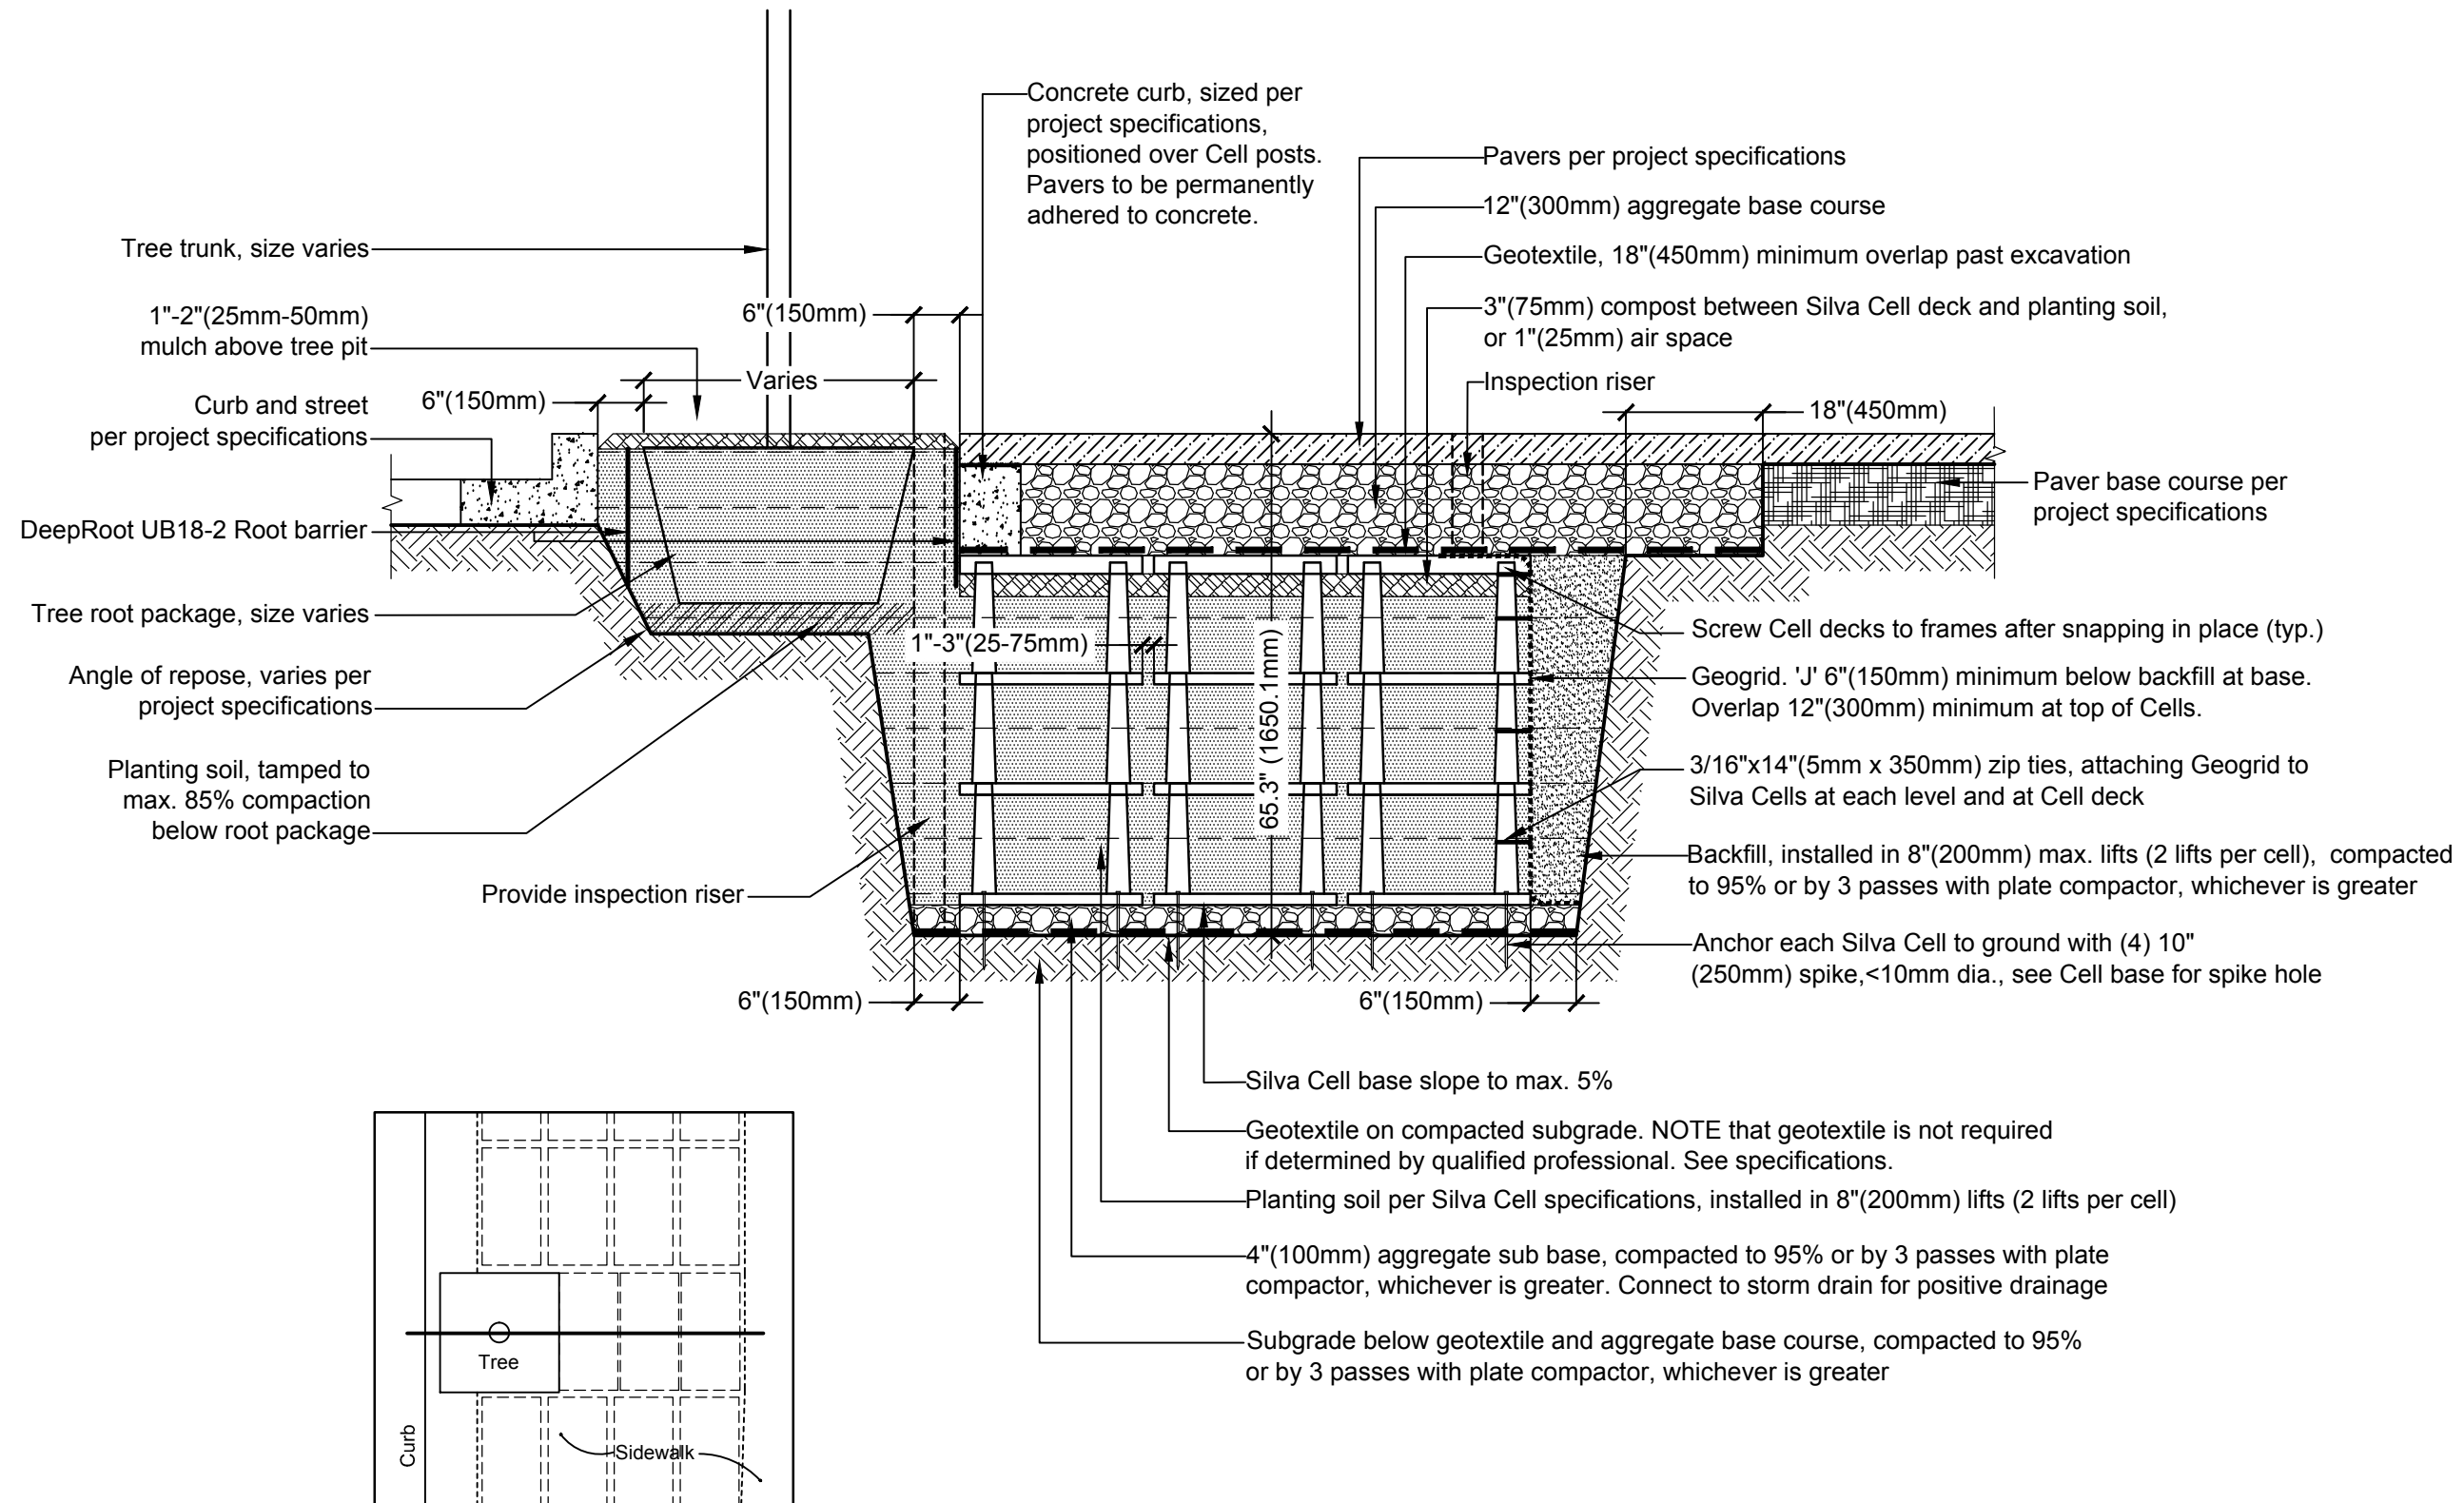 Concrete curb, sized per
project specifications,
positioned over Cell posts.
Pavers to be permanently
adhered to concrete.
Pavers per project specifications
12"(300mm) aggregate base course
Geotextile, 18"(450mm) minimum overlap past excavation
3"(75mm) compost between Silva Cell deck and planting soil,
or 1"(25mm) air space
Inspection riser
18"(450mm)
Paver base course per
project specifications
Tree trunk, size varies
1"-2"(25mm-50mm)
mulch above tree pit
6"(150mm)
Varies
Curb and street
per project specifications
6"(150mm)
DeepRoot UB18-2 Root barrier
Tree root package, size varies
Angle of repose, varies per
project specifications
Planting soil, tamped to
max. 85% compaction
below root package
Provide inspection riser
1"-3"(25-75mm)
65.3" (1650.1mm)
Screw Cell decks to frames after snapping in place (typ.)
Geogrid. 'J' 6"(150mm) minimum below backfill at base.
Overlap 12"(300mm) minimum at top of Cells.
3/16"x14"(5mm x 350mm) zip ties, attaching Geogrid to
Silva Cells at each level and at Cell deck
Backfill, installed in 8"(200mm) max. lifts (2 lifts per cell), compacted
to 95% or by 3 passes with plate compactor, whichever is greater
Anchor each Silva Cell to ground with (4) 10"
(250mm) spike,<10mm dia., see Cell base for spike hole
6"(150mm)
6"(150mm)
Silva Cell base slope to max. 5%
Geotextile on compacted subgrade. NOTE that geotextile is not required
if determined by qualified professional. See specifications.
Planting soil per Silva Cell specifications, installed in 8"(200mm) lifts (2 lifts per cell)
4"(100mm) aggregate sub base, compacted to 95% or by 3 passes with plate
compactor, whichever is greater. Connect to storm drain for positive drainage
Subgrade below geotextile and aggregate base course, compacted to 95%
or by 3 passes with plate compactor, whichever is greater
Tree
Curb
Sidewalk